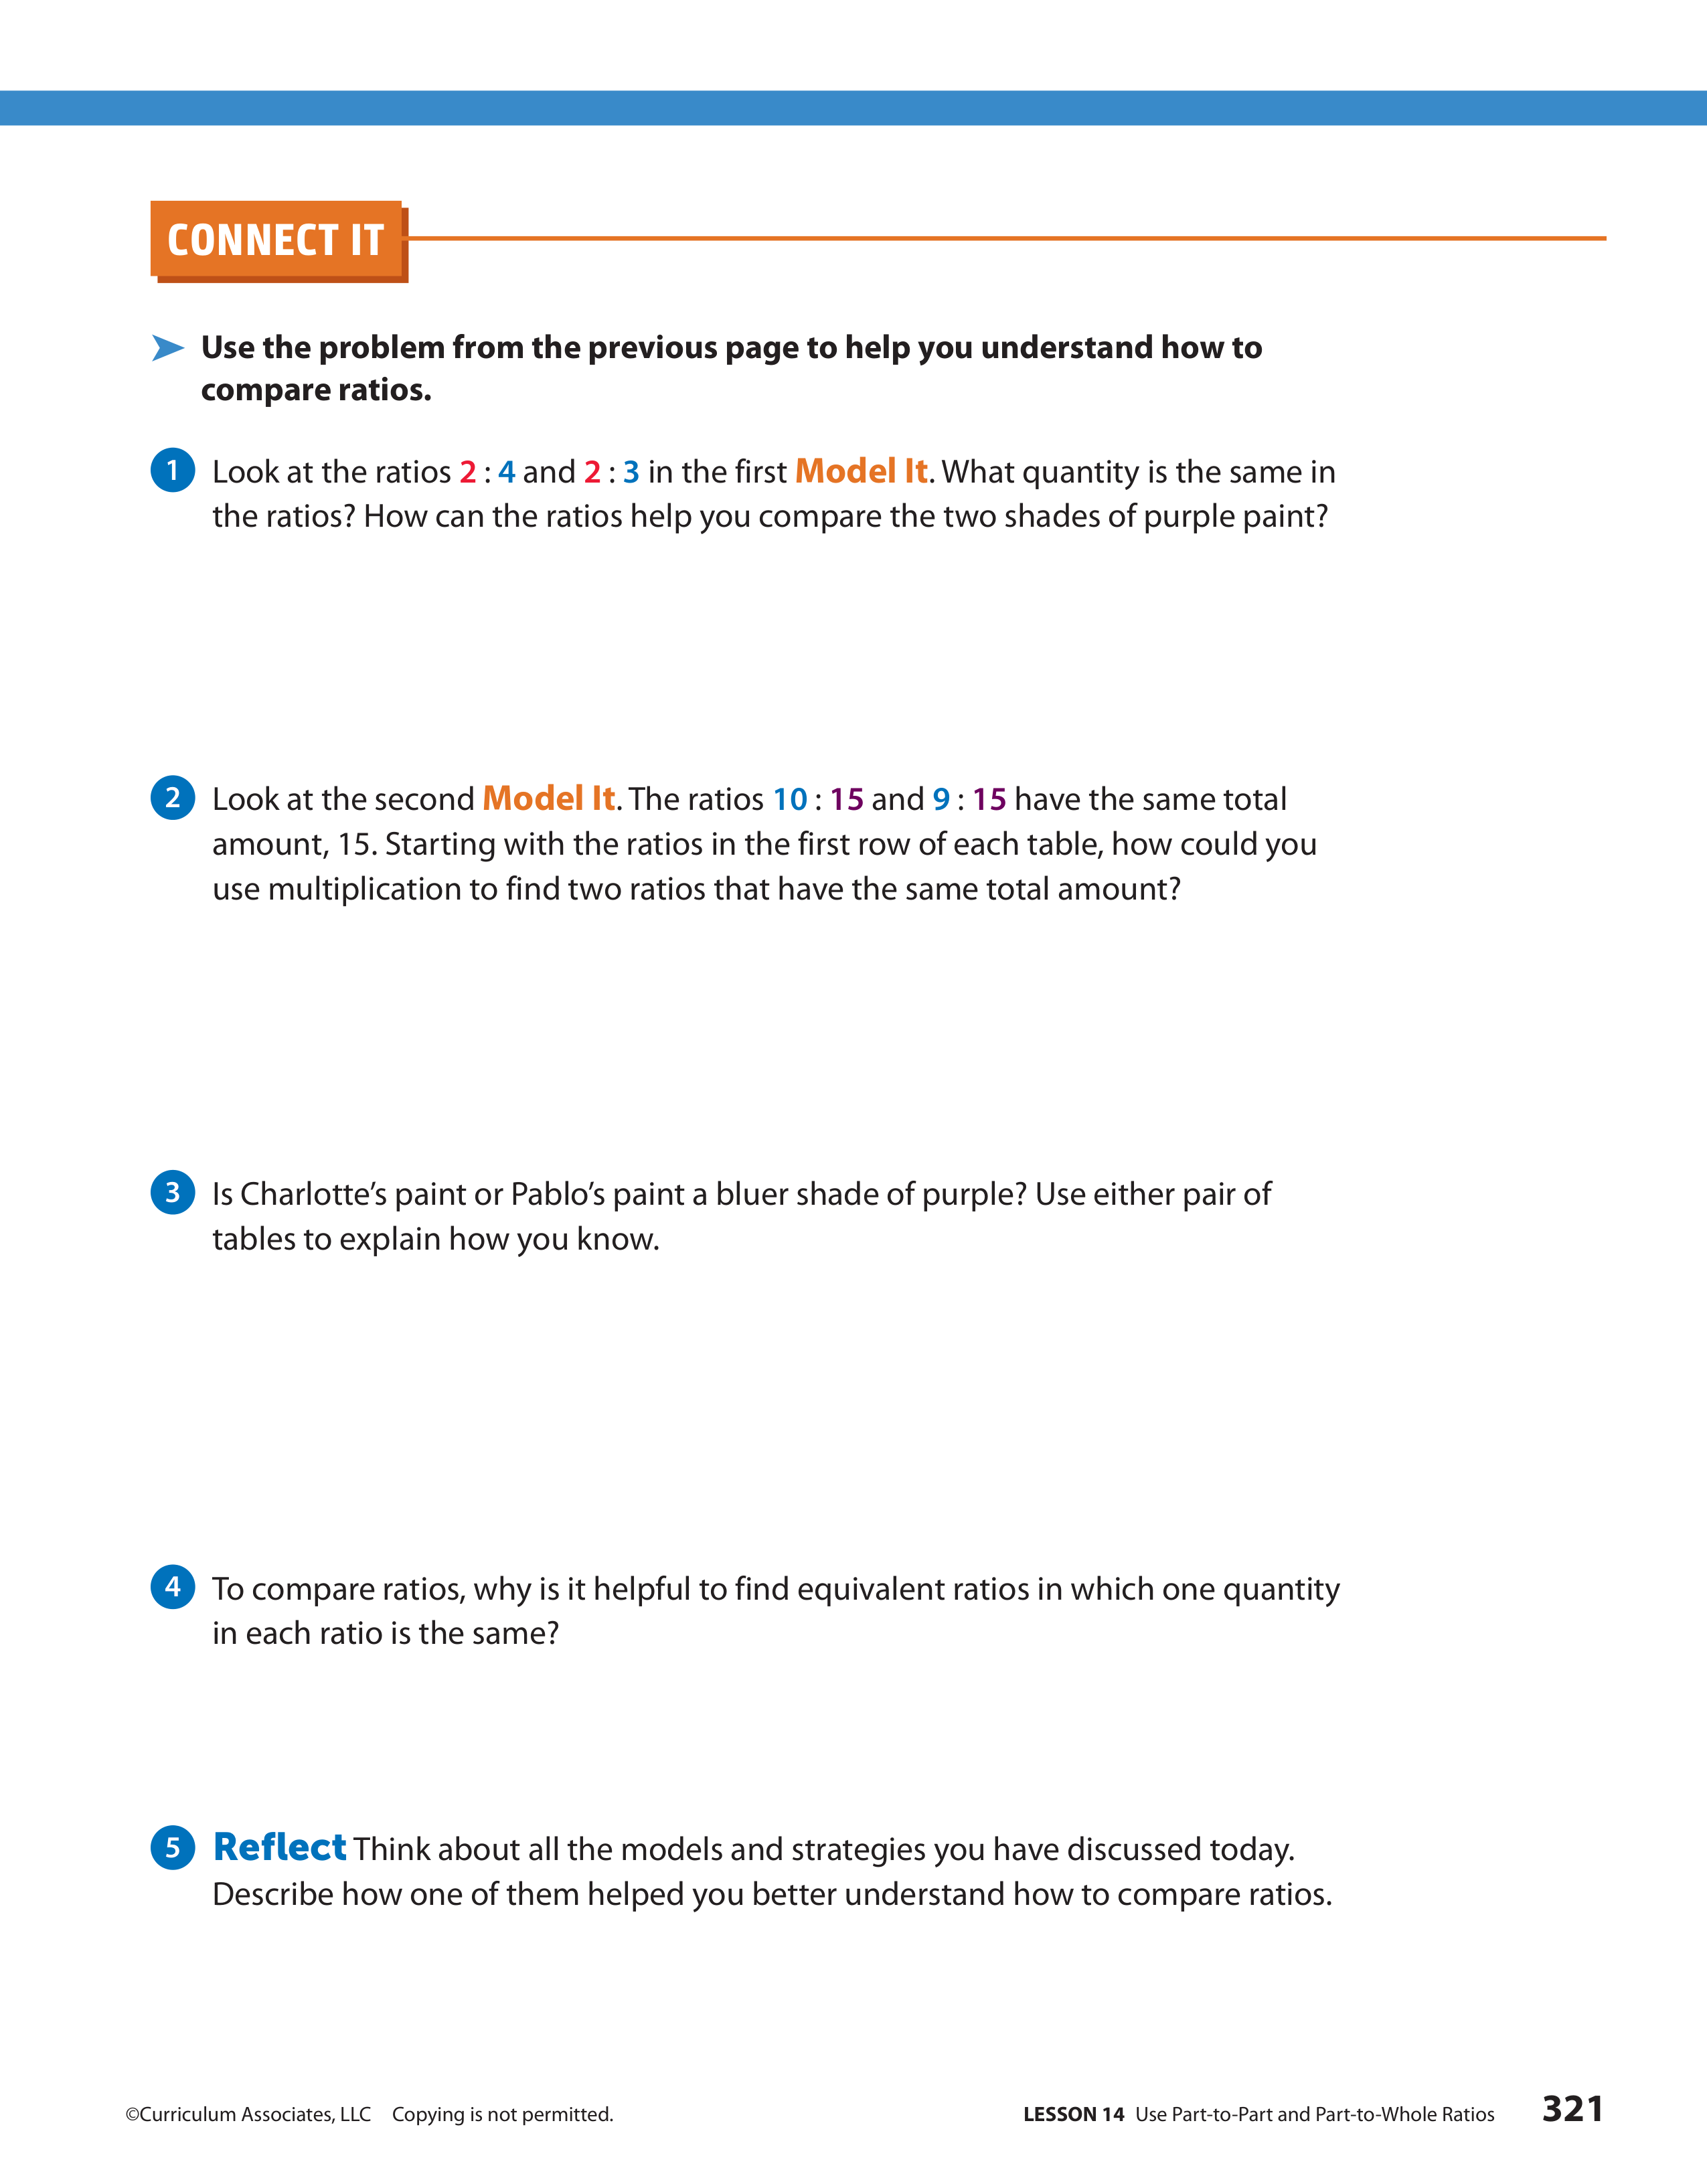 CONNECT IT
Use the problem from the previous page to help you understand how to
compare ratios.
1 Look at the ratios 2 : 4 and 2 : 3 in the first Model It. What quantity is the same in
the ratios? How can the ratios help you compare the two shades of purple paint?
2 Look at the second Model It. The ratios 10 : 15 and 9 : 15 have the same total
amount, 15. Starting with the ratios in the first row of each table, how could you
use multiplication to find two ratios that have the same total amount?
3 Is Charlotte’s paint or Pablo’s paint a bluer shade of purple? Use either pair of
tables to explain how you know.
4 To compare ratios, why is it helpful to find equivalent ratios in which one quantity
in each ratio is the same?
5 Reflect Think about all the models and strategies you have discussed today.
Describe how one of them helped you better understand how to compare ratios.
©Curriculum Associates, LLC Copying is not permitted. LESSON 14 Use Part-to-Part and Part-to-Whole Ratios 321